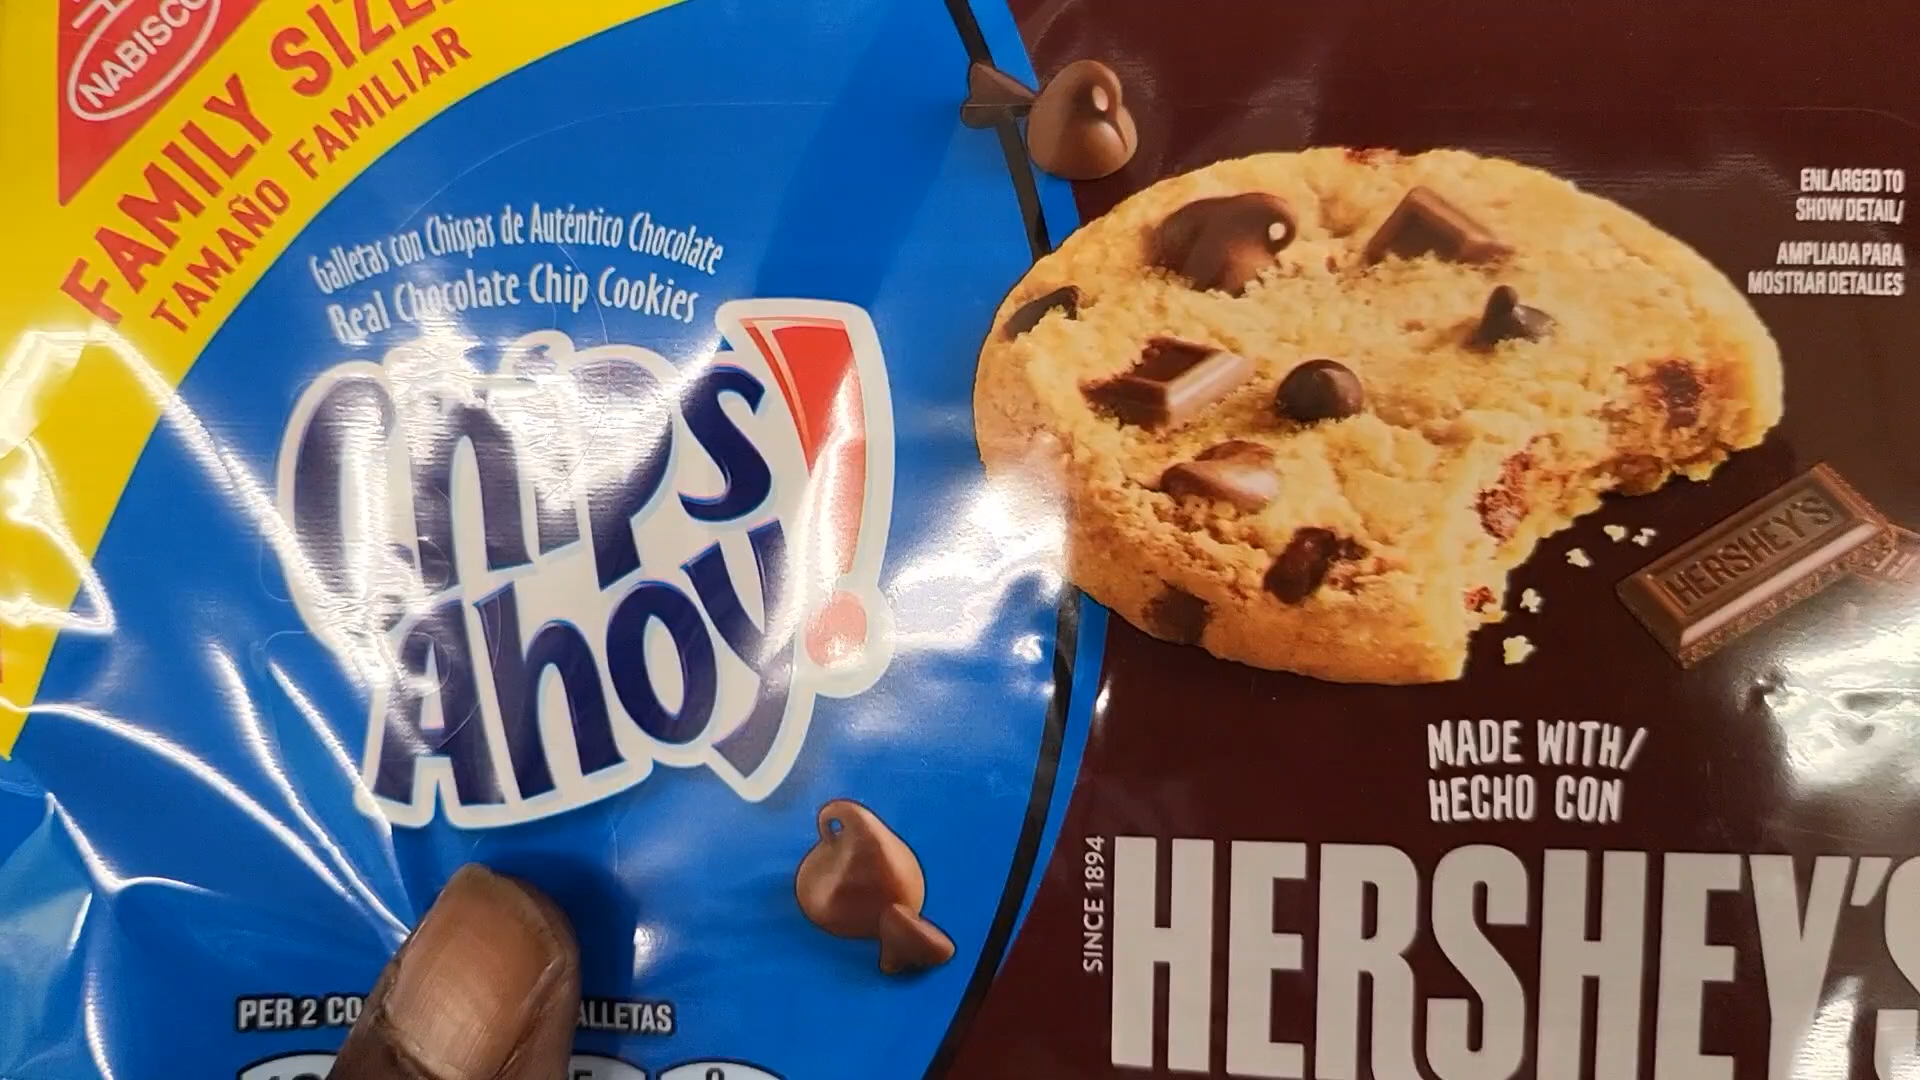 NABISCO
FAMILY SIZE!
TAMAÑO FAMILIAR
Galletas con Chispas de Auténtico Chocolate
Real Chocolate Chip Cookies
Chips
Ahoy!
PER 2
ENLARGED TO
SHOW DETAIL/
AMPLIADA PARA
MOSTRAR DETALLES
HERSHEY'S
MADE WITH/
HECHO CON
SINCE 1894
HERSHEY'S